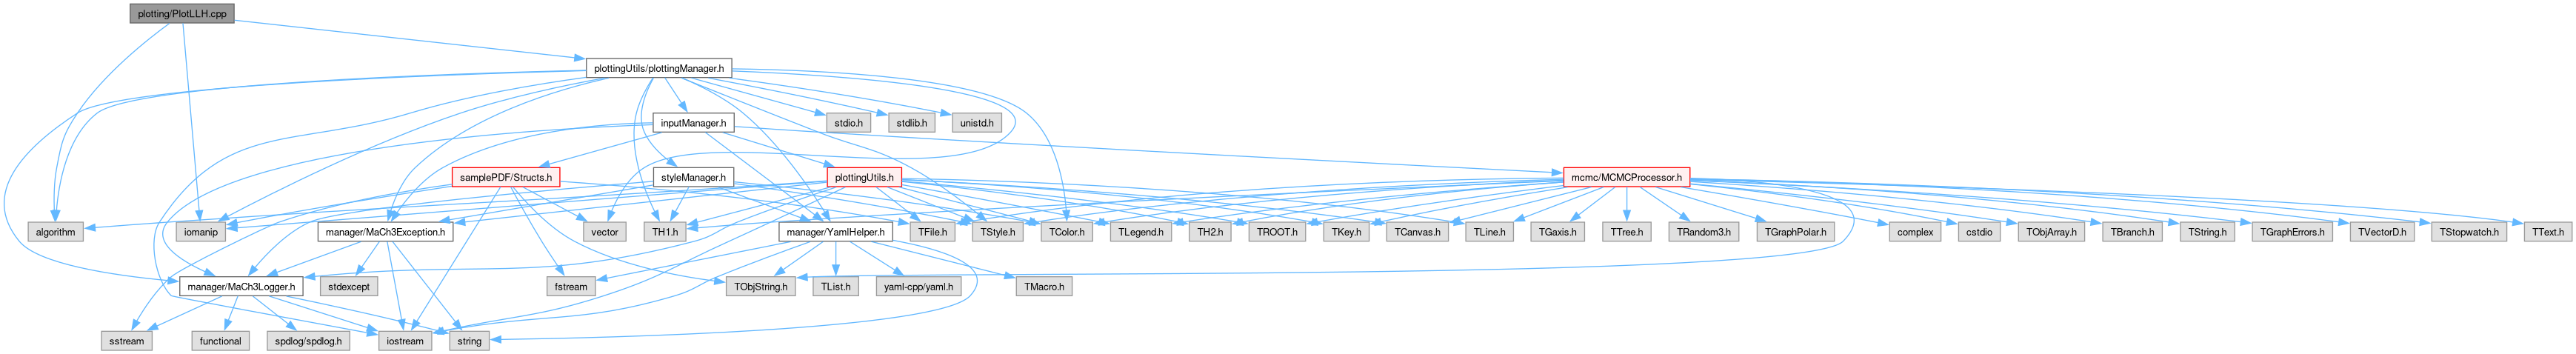 plotting/PlotLLH.cpp
plottingUtils/plottingManager.h
inputManager.h
stdio.h
stdlib.h
unistd.h
samplePDF/Structs.h
styleManager.h
plottingUtils.h
mcmc/MCMCProcessor.h
algorithm
iomanip
manager/MaCh3Exception.h
vector
TH1.h
manager/YamlHelper.h
TFile.h
TStyle.h
TColor.h
TLegend.h
TH2.h
TROOT.h
TKey.h
TCanvas.h
TLine.h
TGaxis.h
TTree.h
TRandom3.h
TGraphPolar.h
complex
cstdio
TObjArray.h
TBranch.h
TString.h
TGraphErrors.h
TVectorD.h
TStopwatch.h
TText.h
manager/MaCh3Logger.h
stdexcept
fstream
TObjString.h
TList.h
yaml-cpp/yaml.h
TMacro.h
sstream
functional
spdlog/spdlog.h
iostream
string